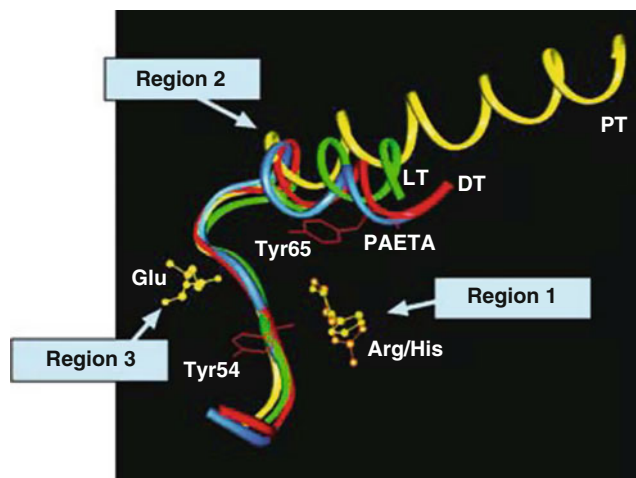 Region 2
PT
LT
DT
PAETA
Tyr65
Glu
Region 1
Region 3
Tyr54
Arg/His